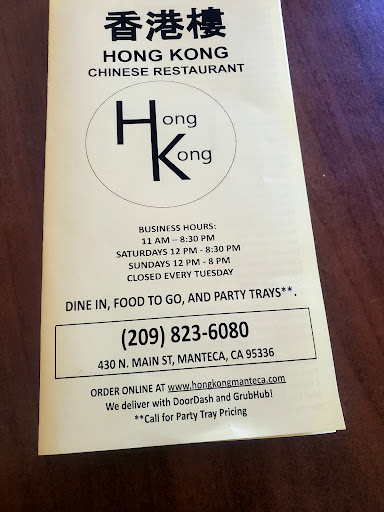 香港樓
HONG KONG
CHINESE RESTAURANT
Hong
Kong
BUSINESS HOURS:
11 AM – 8:30 PM
SATURDAYS 12 PM - 8:30 PM
SUNDAYS 12 PM - 8 PM
CLOSED EVERY TUESDAY
DINE IN, FOOD TO GO, AND PARTY TRAYS**.
(209) 823-6080
430 N. MAIN ST, MANTECA, CA 95336
ORDER ONLINE AT www.hongkongmanteca.com
We deliver with DoorDash and GrubHub!
**Call for Party Tray Pricing